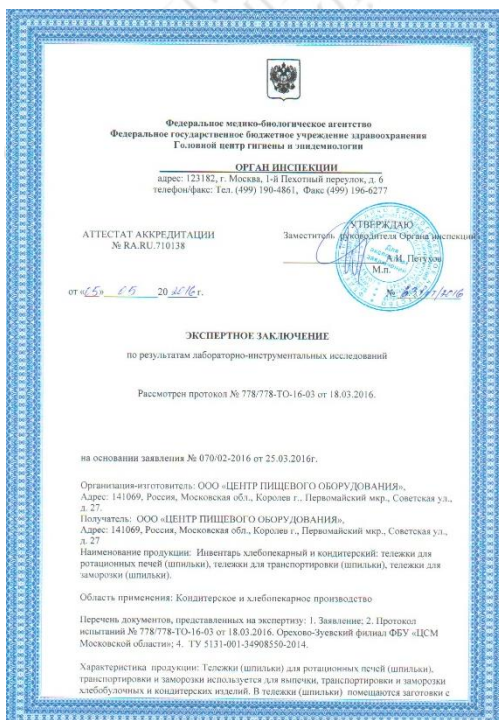 Федеральное медико-биологическое агентство
Федеральное государственное бюджетное учреждение здравоохранения
Головной центр гигиены и эпидемиологии
ОРГАН ИНСПЕКЦИИ
адрес: 123182, г. Москва, 1-й Пехотный переулок, д. 6
телефон/факс: Тел. (499) 190-4861, Факс (499) 196-6277
АТТЕСТАТ АККРЕДИТАЦИИ
№ RA.RU.710138
УТВЕРЖДАЮ
Заместитель руководителя Органа инспекции
А.И. Петухов
М.п.
от « 05 » 05 2016 г.
№
ЭКСПЕРТНОЕ ЗАКЛЮЧЕНИЕ
по результатам лабораторно-инструментальных исследований
Рассмотрен протокол № 778/778-ТО-16-03 от 18.03.2016.
на основании заявления № 070/02-2016 от 25.03.2016г.
Организация-изготовитель: ООО «ЦЕНТР ПИЩЕВОГО ОБОРУДОВАНИЯ»,
Адрес: 141069, Россия, Московская обл., Королев г., Первомайский мкр., Советская ул.,
д. 27.
Получатель: ООО «ЦЕНТР ПИЩЕВОГО ОБОРУДОВАНИЯ»,
Адрес: 141069, Россия, Московская обл., Королев г., Первомайский мкр., Советская ул.,
д. 27
Наименование продукции: Инвентарь хлебопекарный и кондитерский: тележки для
ротационных печей (шпильки), тележки для транспортировки (шпильки), тележки для
заморозки (шпильки).
Область применения: Кондитерское и хлебопекарное производство
Перечень документов, представленных на экспертизу: 1. Заявление; 2. Протокол
испытаний № 778/778-ТО-16-03 от 18.03.2016. Орехово-Зуевский филиал ФБУ «ЦСМ
Московской области»; 4. ТУ 5131-001-34908550-2014.
Характеристика продукции: Тележки (шпильки) для ротационных печей (шпильки),
транспортировки и заморозки используется для выпечки, транспортировки и заморозки
хлебобулочных и кондитерских изделий. В тележки (шпильки) помещаются заготовки с